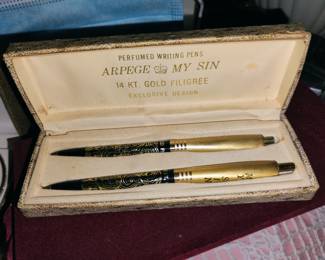 PERFUMED WRITING PENS
ARPEGE MY SIN
14 KT. GOLD FILIGREE
EXCLUSIVE DESIGN